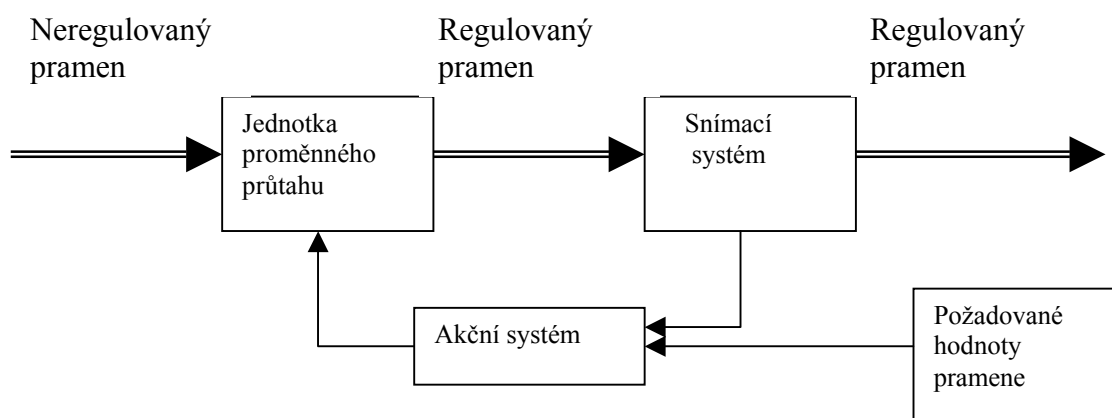 Neregulovaný
pramen
Regulovaný
pramen
Regulovaný
pramen
Jednotka
proměnného
průtahu
Snímací
systém
Akční systém
Požadované
hodnoty
pramene